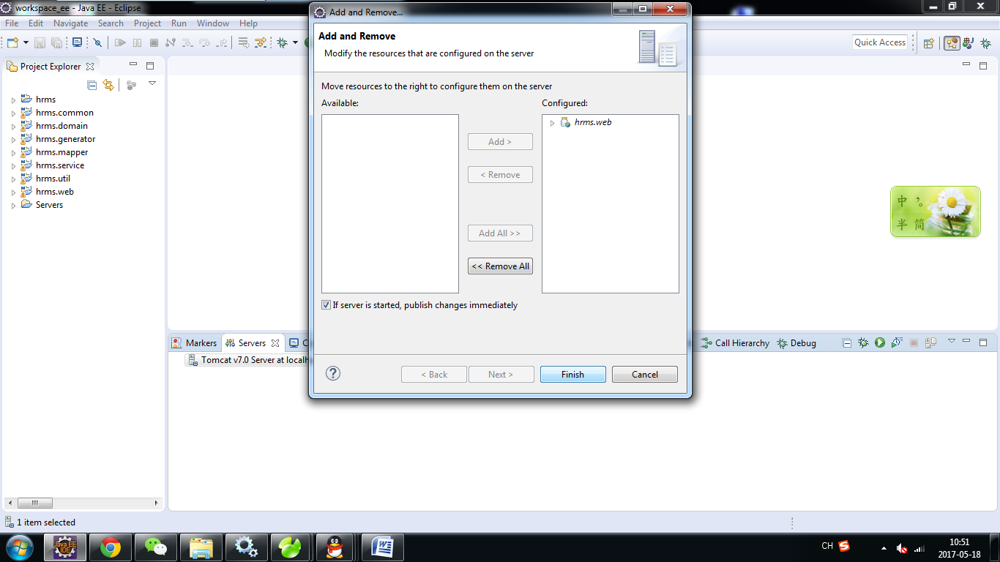 workspace_ee - Java EE - Eclipse
File Edit Navigate Search Project Run Window Help
Quick Access
Project Explorer
hrms
hrms.common
hrms.domain
hrms.generator
hrms.mapper
hrms.service
hrms.util
hrms.web
Servers
Add and Remove...
Add and Remove
Modify the resources that are configured on the server
Move resources to the right to configure them on the server
Available:
Configured:
hrms.web
Add >
< Remove
Add All >>
<< Remove All
If server is started, publish changes immediately
< Back
Next >
Finish
Cancel
中 ’。
半 简
Markers Servers C Call Hierarchy Debug
Tomcat v7.0 Server at localh
1 item selected
Java EE
IDE
CH
10:51
2017-05-18